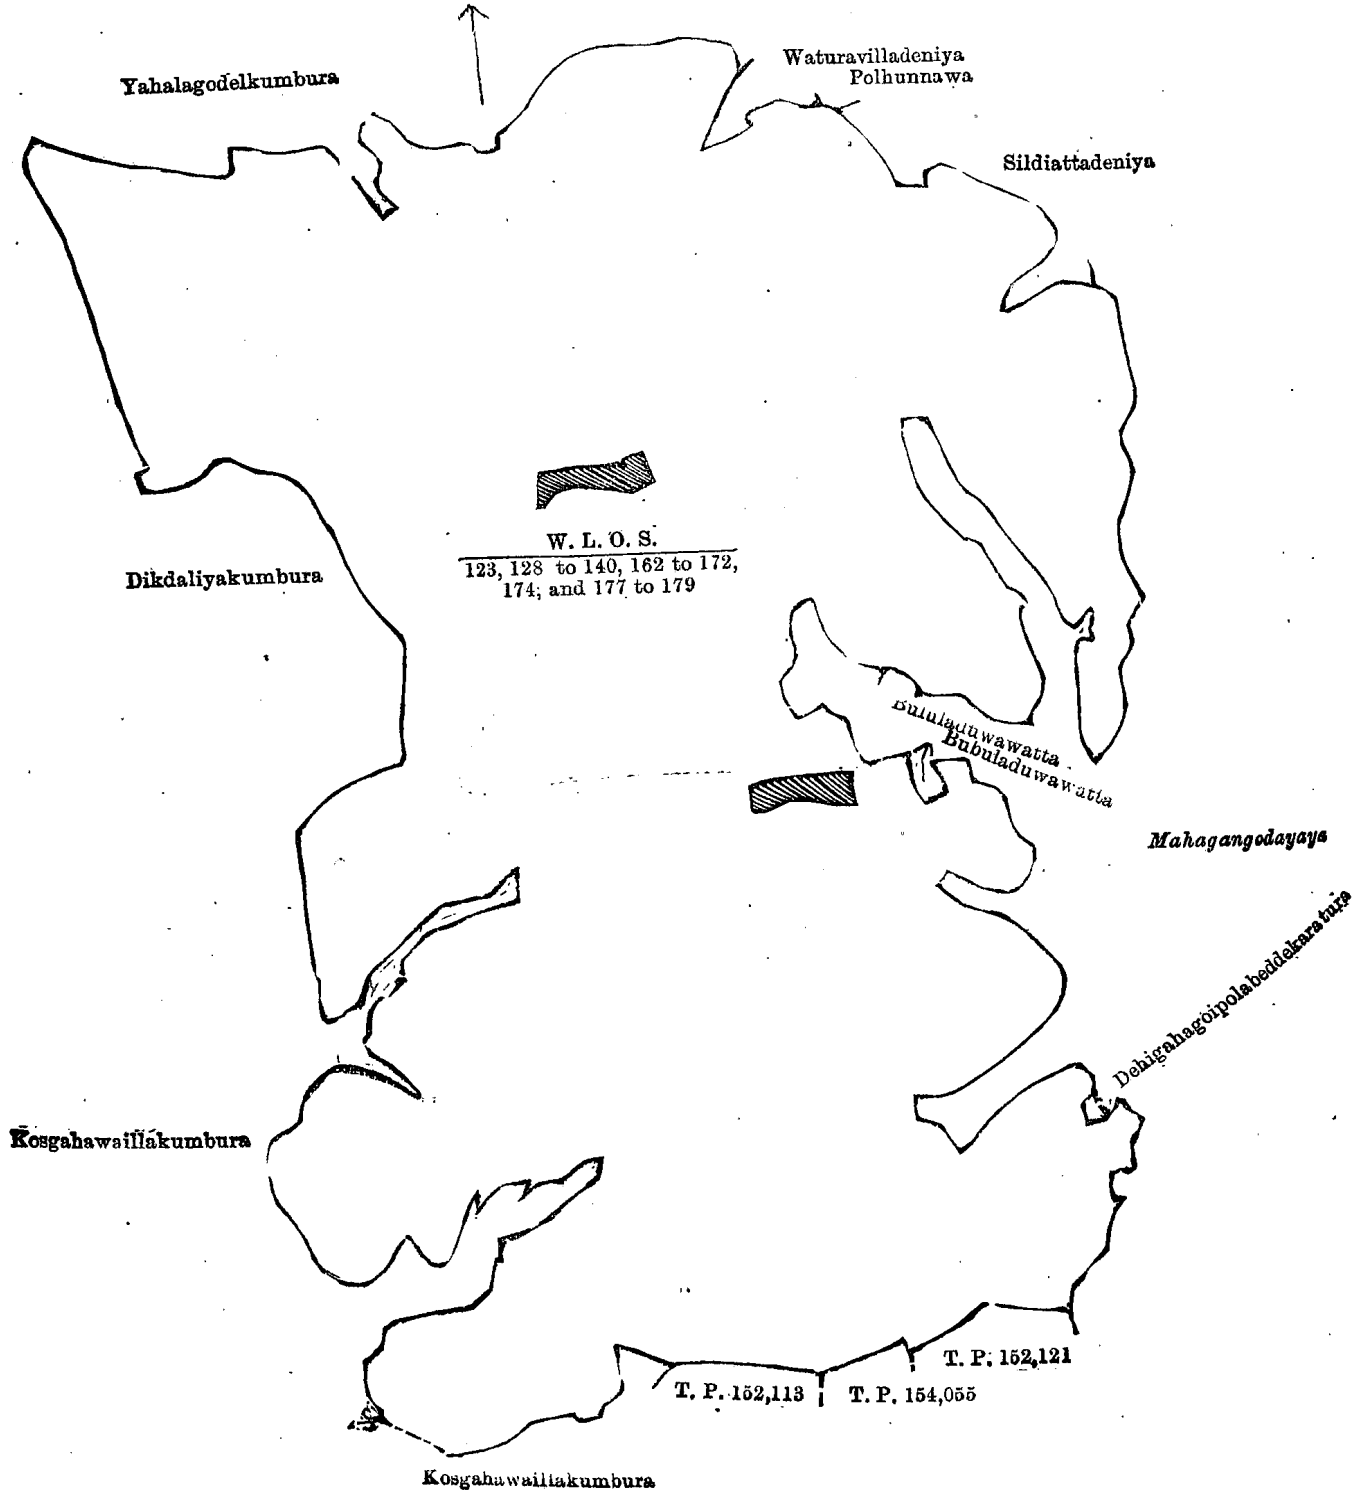 Waturavilladeniya
Polhunnawa
Yahalagodelkumbura
Sildiattadeniya
W. L. O. S.
123, 128 to 140, 162 to 172,
174; and 177 to 179
Dikdaliyakumbura
Bululaduwawatta
Bubuladuwawatta
Mahagangodayaya
Dehigahagoipolabeddekaratura
Kosgahawaillakumbura
T. P. 152,121
T. P. 152,113
T. P. 154,055
Kosgahawaillakumbura